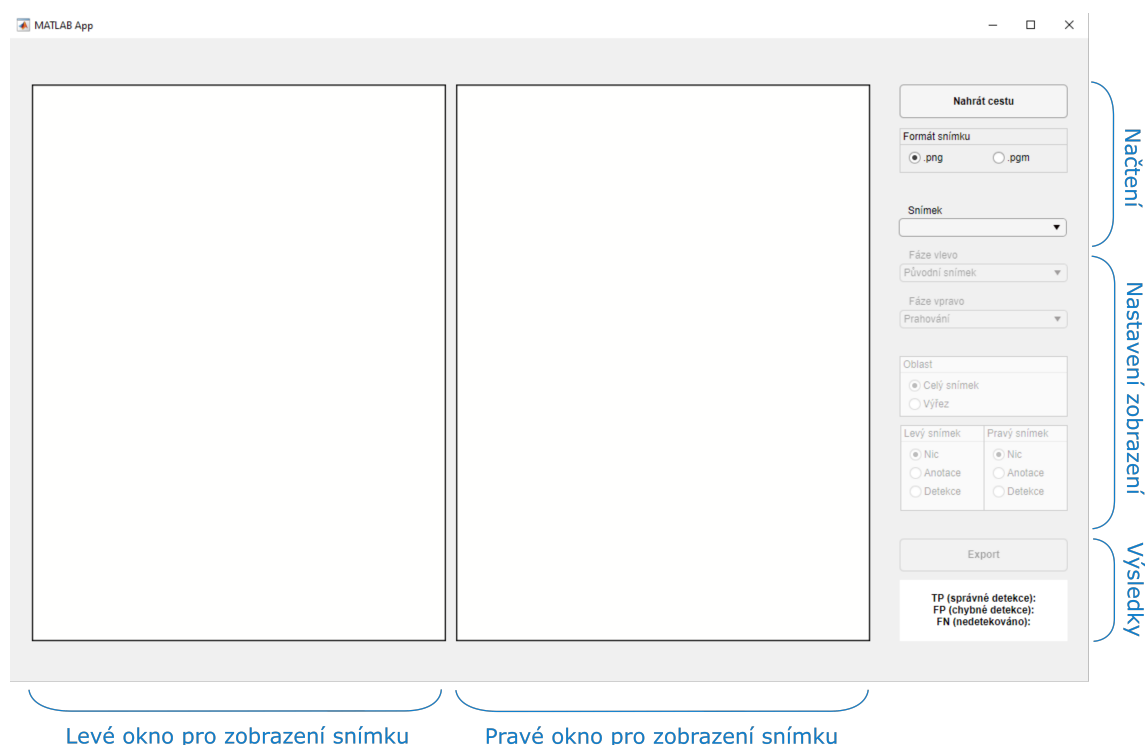 MATLAB App
Nahrát cestu
Formát snímku
.png .pgm
Snímek
Fáze vlevo
Původní snímek
Fáze vpravo
Prahování
Oblast
Celý snímek
Výřez
Levý snímek Pravý snímek
Nic Nic
Anotace Anotace
Detekce Detekce
Export
TP (správné detekce):
FP (chybné detekce):
FN (nedetekováno):
Načtení
Nastavení zobrazení
Výsledky
Levé okno pro zobrazení snímku Pravé okno pro zobrazení snímku